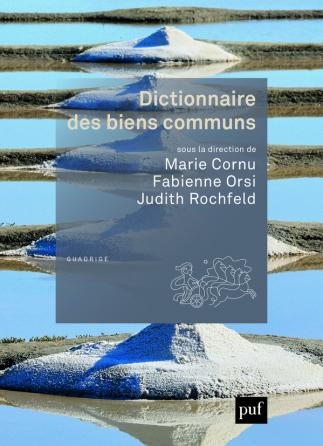 Dictionnaire
des biens communs
sous la direction de
Marie Cornu
Fabienne Orsi
Judith Rochfeld
QUADRIGE
puf